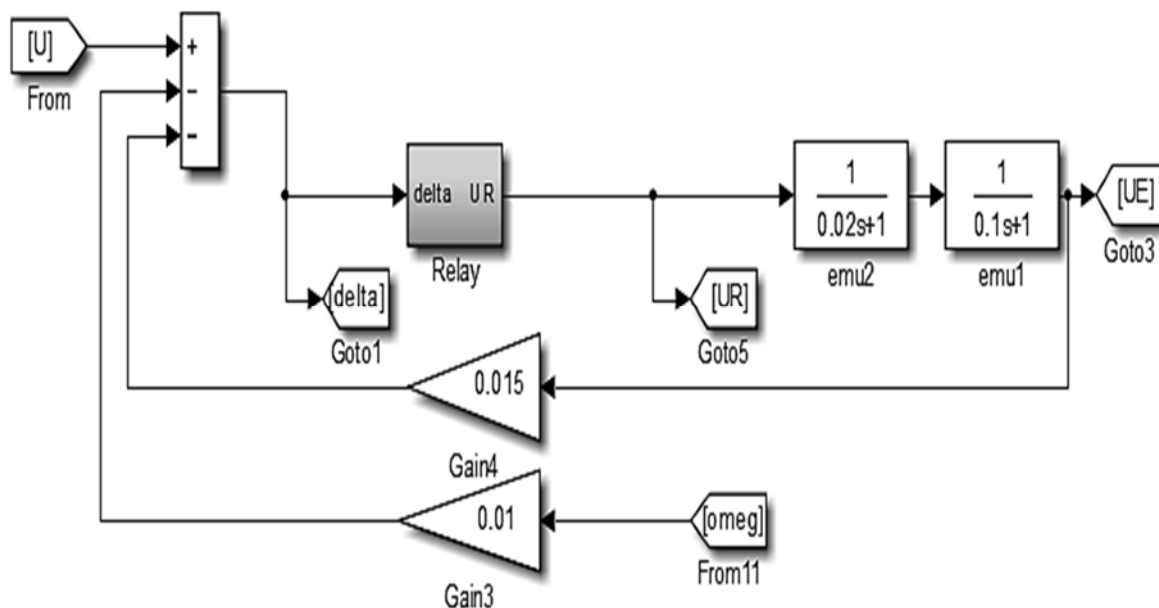 [U]
From
+
-
-
delta UR
Relay
[delta]
Goto1
[UR]
Goto5
1
0.02s+1
emu2
1
0.1s+1
emu1
[UE]
Goto3
0.015
Gain4
0.01
Gain3
[omeg]
From11